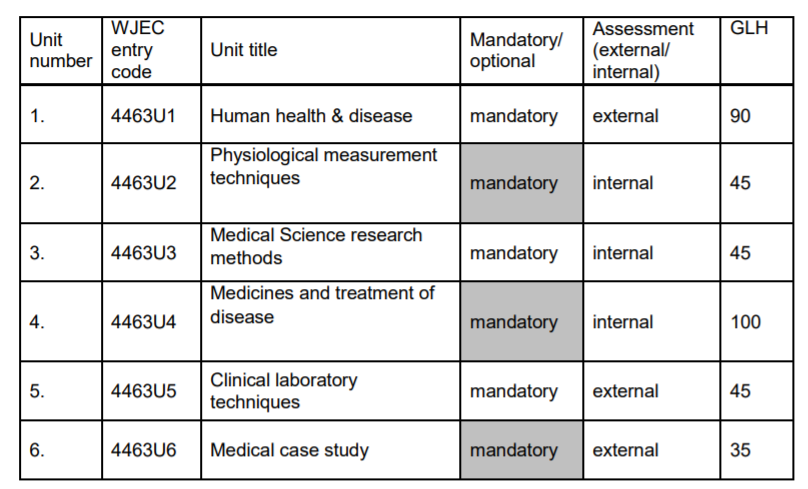 Unit number WJEC entry code Unit title Mandatory/ optional Assessment (external/ internal) GLH
1. 4463U1 Human health & disease mandatory external 90
2. 4463U2 Physiological measurement techniques mandatory internal 45
3. 4463U3 Medical Science research methods mandatory internal 45
4. 4463U4 Medicines and treatment of disease mandatory internal 100
5. 4463U5 Clinical laboratory techniques mandatory external 45
6. 4463U6 Medical case study mandatory external 35